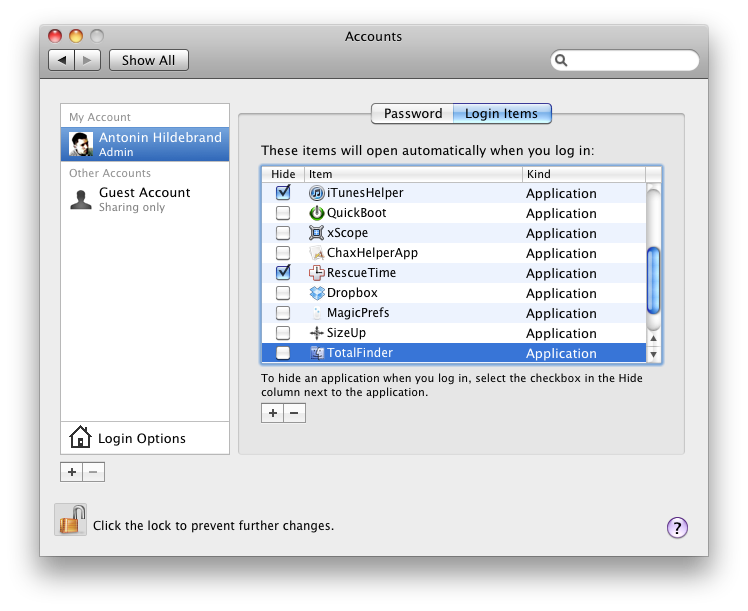 Accounts
Show All
My Account
Antonin Hildebrand
Admin
Other Accounts
Guest Account
Sharing only
Login Options
+ −
Password Login Items
These items will open automatically when you log in:
Hide Item Kind
iTunesHelper Application
QuickBoot Application
xScope Application
ChaxHelperApp Application
RescueTime Application
Dropbox Application
MagicPrefs Application
SizeUp Application
TotalFinder Application
To hide an application when you log in, select the checkbox in the Hide
column next to the application.
+ −
Click the lock to prevent further changes.
?